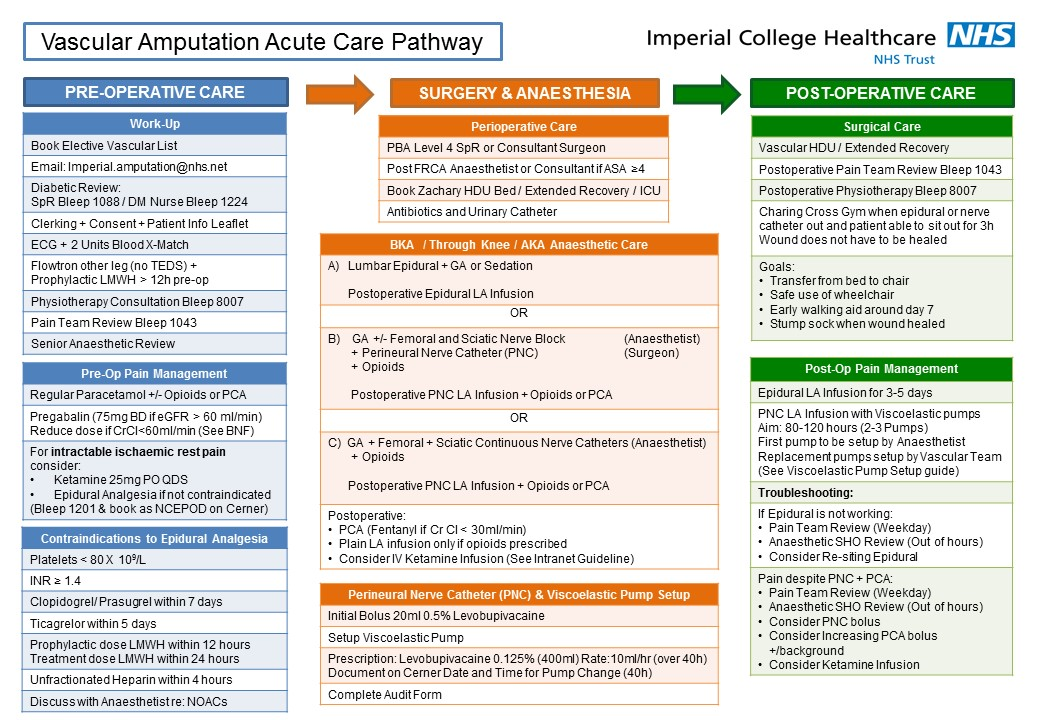 Vascular Amputation Acute Care Pathway
Imperial College Healthcare NHS
NHS Trust
PRE-OPERATIVE CARE
Work-Up
Book Elective Vascular List
Email: Imperial.amputation@nhs.net
Diabetic Review:
SpR Bleep 1088 / DM Nurse Bleep 1224
Clerking + Consent + Patient Info Leaflet
ECG + 2 Units Blood X-Match
Flowtron other leg (no TEDS) +
Prophylactic LMWH > 12h pre-op
Physiotherapy Consultation Bleep 8007
Pain Team Review Bleep 1043
Senior Anaesthetic Review
Pre-Op Pain Management
Regular Paracetamol +/- Opioids or PCA
Pregabalin (75mg BD if eGFR > 60 ml/min)
Reduce dose if CrCl<60ml/min (See BNF)
For intractable ischaemic rest pain
consider:
• Ketamine 25mg PO QDS
• Epidural Analgesia if not contraindicated
(Bleep 1201 & book as NCEPOD on Cerner)
Contraindications to Epidural Analgesia
Platelets < 80 X 10⁹/L
INR ≥ 1.4
Clopidogrel/ Prasugrel within 7 days
Ticagrelor within 5 days
Prophylactic dose LMWH within 12 hours
Treatment dose LMWH within 24 hours
Unfractionated Heparin within 4 hours
Discuss with Anaesthetist re: NOACs
SURGERY & ANAESTHESIA
Perioperative Care
PBA Level 4 SpR or Consultant Surgeon
Post FRCA Anaesthetist or Consultant if ASA ≥4
Book Zachary HDU Bed / Extended Recovery / ICU
Antibiotics and Urinary Catheter
BKA / Through Knee / AKA Anaesthetic Care
A) Lumbar Epidural + GA or Sedation
Postoperative Epidural LA Infusion
OR
B) GA +/- Femoral and Sciatic Nerve Block (Anaesthetist)
+ Perineural Nerve Catheter (PNC) (Surgeon)
+ Opioids
Postoperative PNC LA Infusion + Opioids or PCA
OR
C) GA + Femoral + Sciatic Continuous Nerve Catheters (Anaesthetist)
+ Opioids
Postoperative PNC LA Infusion + Opioids or PCA
Postoperative:
• PCA (Fentanyl if Cr Cl < 30ml/min)
• Plain LA infusion only if opioids prescribed
• Consider IV Ketamine Infusion (See Intranet Guideline)
Perineural Nerve Catheter (PNC) & Viscoelastic Pump Setup
Initial Bolus 20ml 0.5% Levobupivacaine
Setup Viscoelastic Pump
Prescription: Levobupivacaine 0.125% (400ml) Rate:10ml/hr (over 40h)
Document on Cerner Date and Time for Pump Change (40h)
Complete Audit Form
POST-OPERATIVE CARE
Surgical Care
Vascular HDU / Extended Recovery
Postoperative Pain Team Review Bleep 1043
Postoperative Physiotherapy Bleep 8007
Charing Cross Gym when epidural or nerve
catheter out and patient able to sit out for 3h
Wound does not have to be healed
Goals:
• Transfer from bed to chair
• Safe use of wheelchair
• Early walking aid around day 7
• Stump sock when wound healed
Post-Op Pain Management
Epidural LA Infusion for 3-5 days
PNC LA Infusion with Viscoelastic pumps
Aim: 80-120 hours (2-3 Pumps)
First pump to be setup by Anaesthetist
Replacement pumps setup by Vascular Team
(See Viscoelastic Pump Setup guide)
Troubleshooting:
If Epidural is not working:
• Pain Team Review (Weekday)
• Anaesthetic SHO Review (Out of hours)
• Consider Re-siting Epidural
Pain despite PNC + PCA:
• Pain Team Review (Weekday)
• Anaesthetic SHO Review (Out of hours)
• Consider PNC bolus
• Consider Increasing PCA bolus
+/background
• Consider Ketamine Infusion